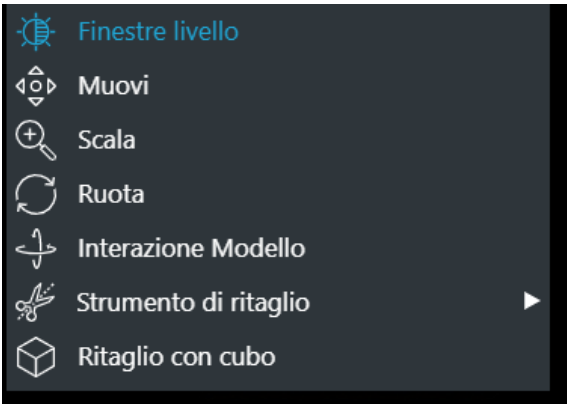 Finestre livello
Muovi
Scala
Ruota
Interazione Modello
Strumento di ritaglio
Ritaglio con cubo